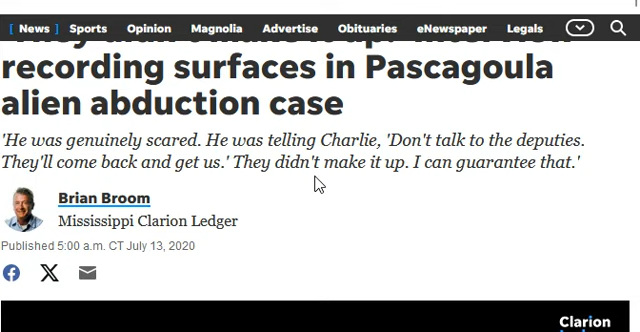 [ News ] Sports Opinion Magnolia Advertise Obituaries eNewspaper Legals
recording surfaces in Pascagoula
alien abduction case
'He was genuinely scared. He was telling Charlie, 'Don't talk to the deputies.
They'll come back and get us.' They didn't make it up. I can guarantee that.'
Brian Broom
Mississippi Clarion Ledger
Published 5:00 a.m. CT July 13, 2020
Clarion